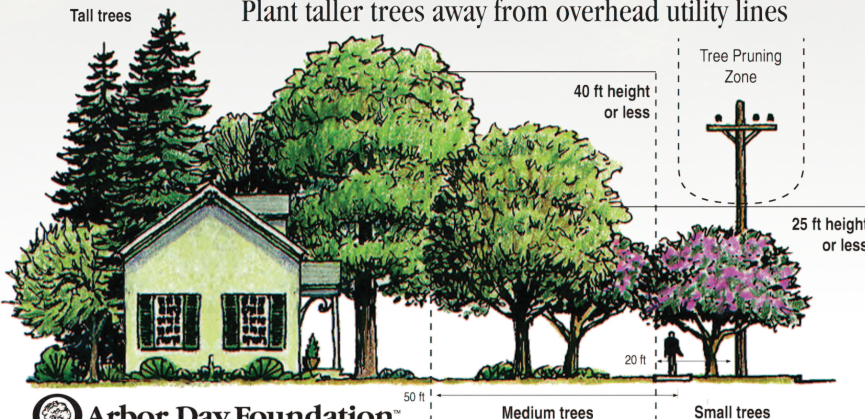 Plant taller trees away from overhead utility lines
Tall trees
Tree Pruning
Zone
40 ft height
or less
25 ft height
or less
20 ft
50 ft
Arbor Day Foundation™
Medium trees
Small trees